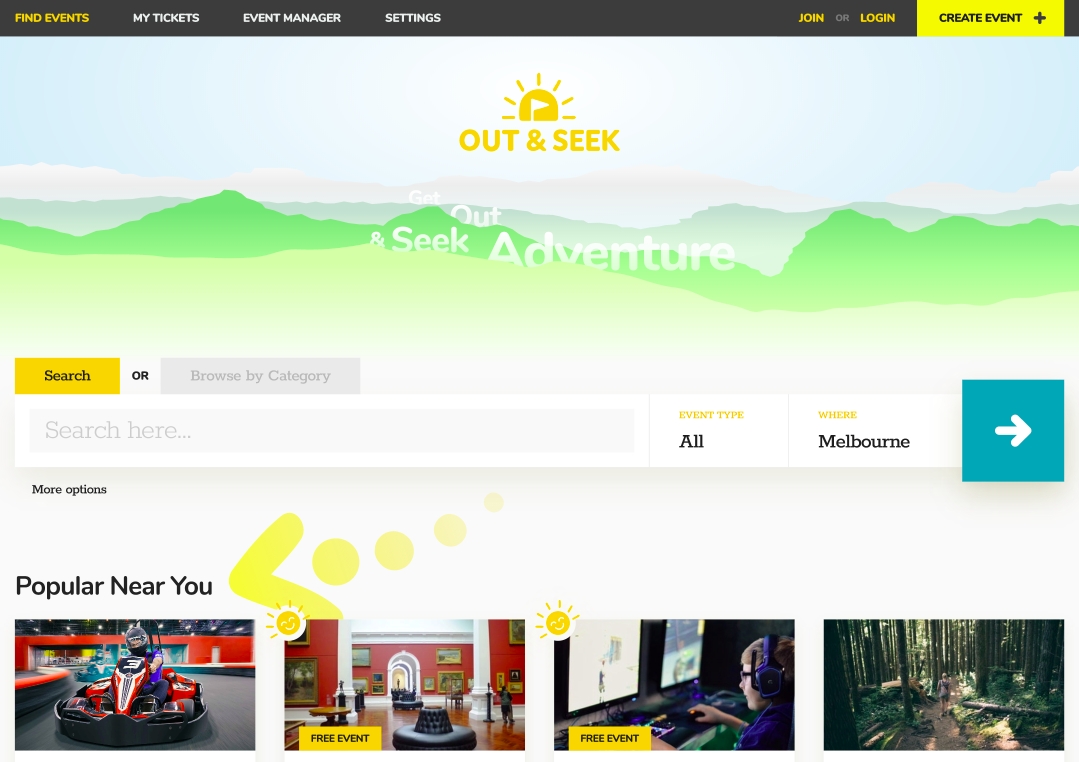 FIND EVENTS MY TICKETS EVENT MANAGER SETTINGS JOIN OR LOGIN CREATE EVENT
OUT & SEEK
Get
Out
& Seek Adventure
Search OR Browse by Category
Search here...
EVENT TYPE
All
WHERE
Melbourne
More options
Popular Near You
3
FREE EVENT
FREE EVENT